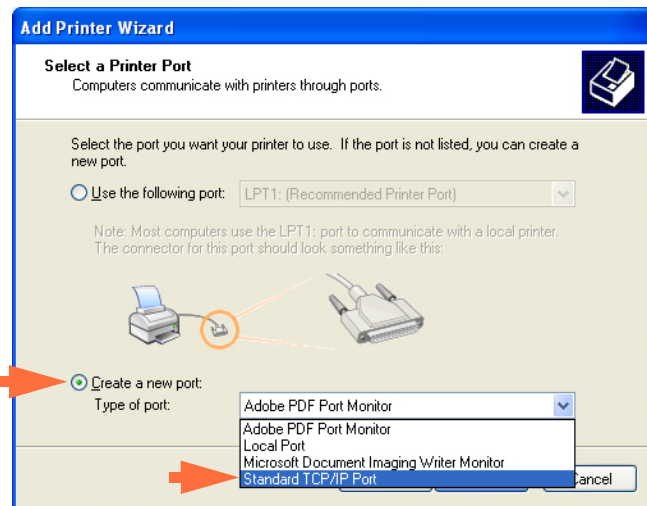 Add Printer Wizard
Select a Printer Port
Computers communicate with printers through ports.
Select the port you want your printer to use. If the port is not listed, you can create a
new port.
Use the following port: LPT1: (Recommended Printer Port)
Note: Most computers use the LPT1: port to communicate with a local printer.
The connector for this port should look something like this:
Create a new port:
Type of port: Adobe PDF Port Monitor
Adobe PDF Port Monitor
Local Port
Microsoft Document Imaging Writer Monitor
Standard TCP/IP Port
Cancel